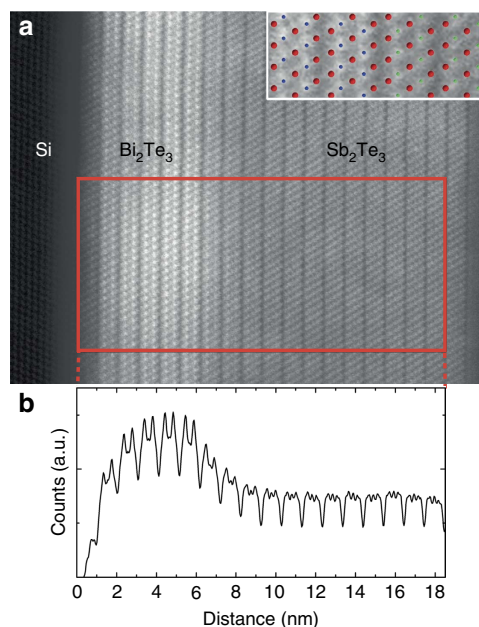 a
Si
Bi₂Te₃
Sb₂Te₃
b
Counts (a.u.)
0 2 4 6 8 10 12 14 16 18
Distance (nm)